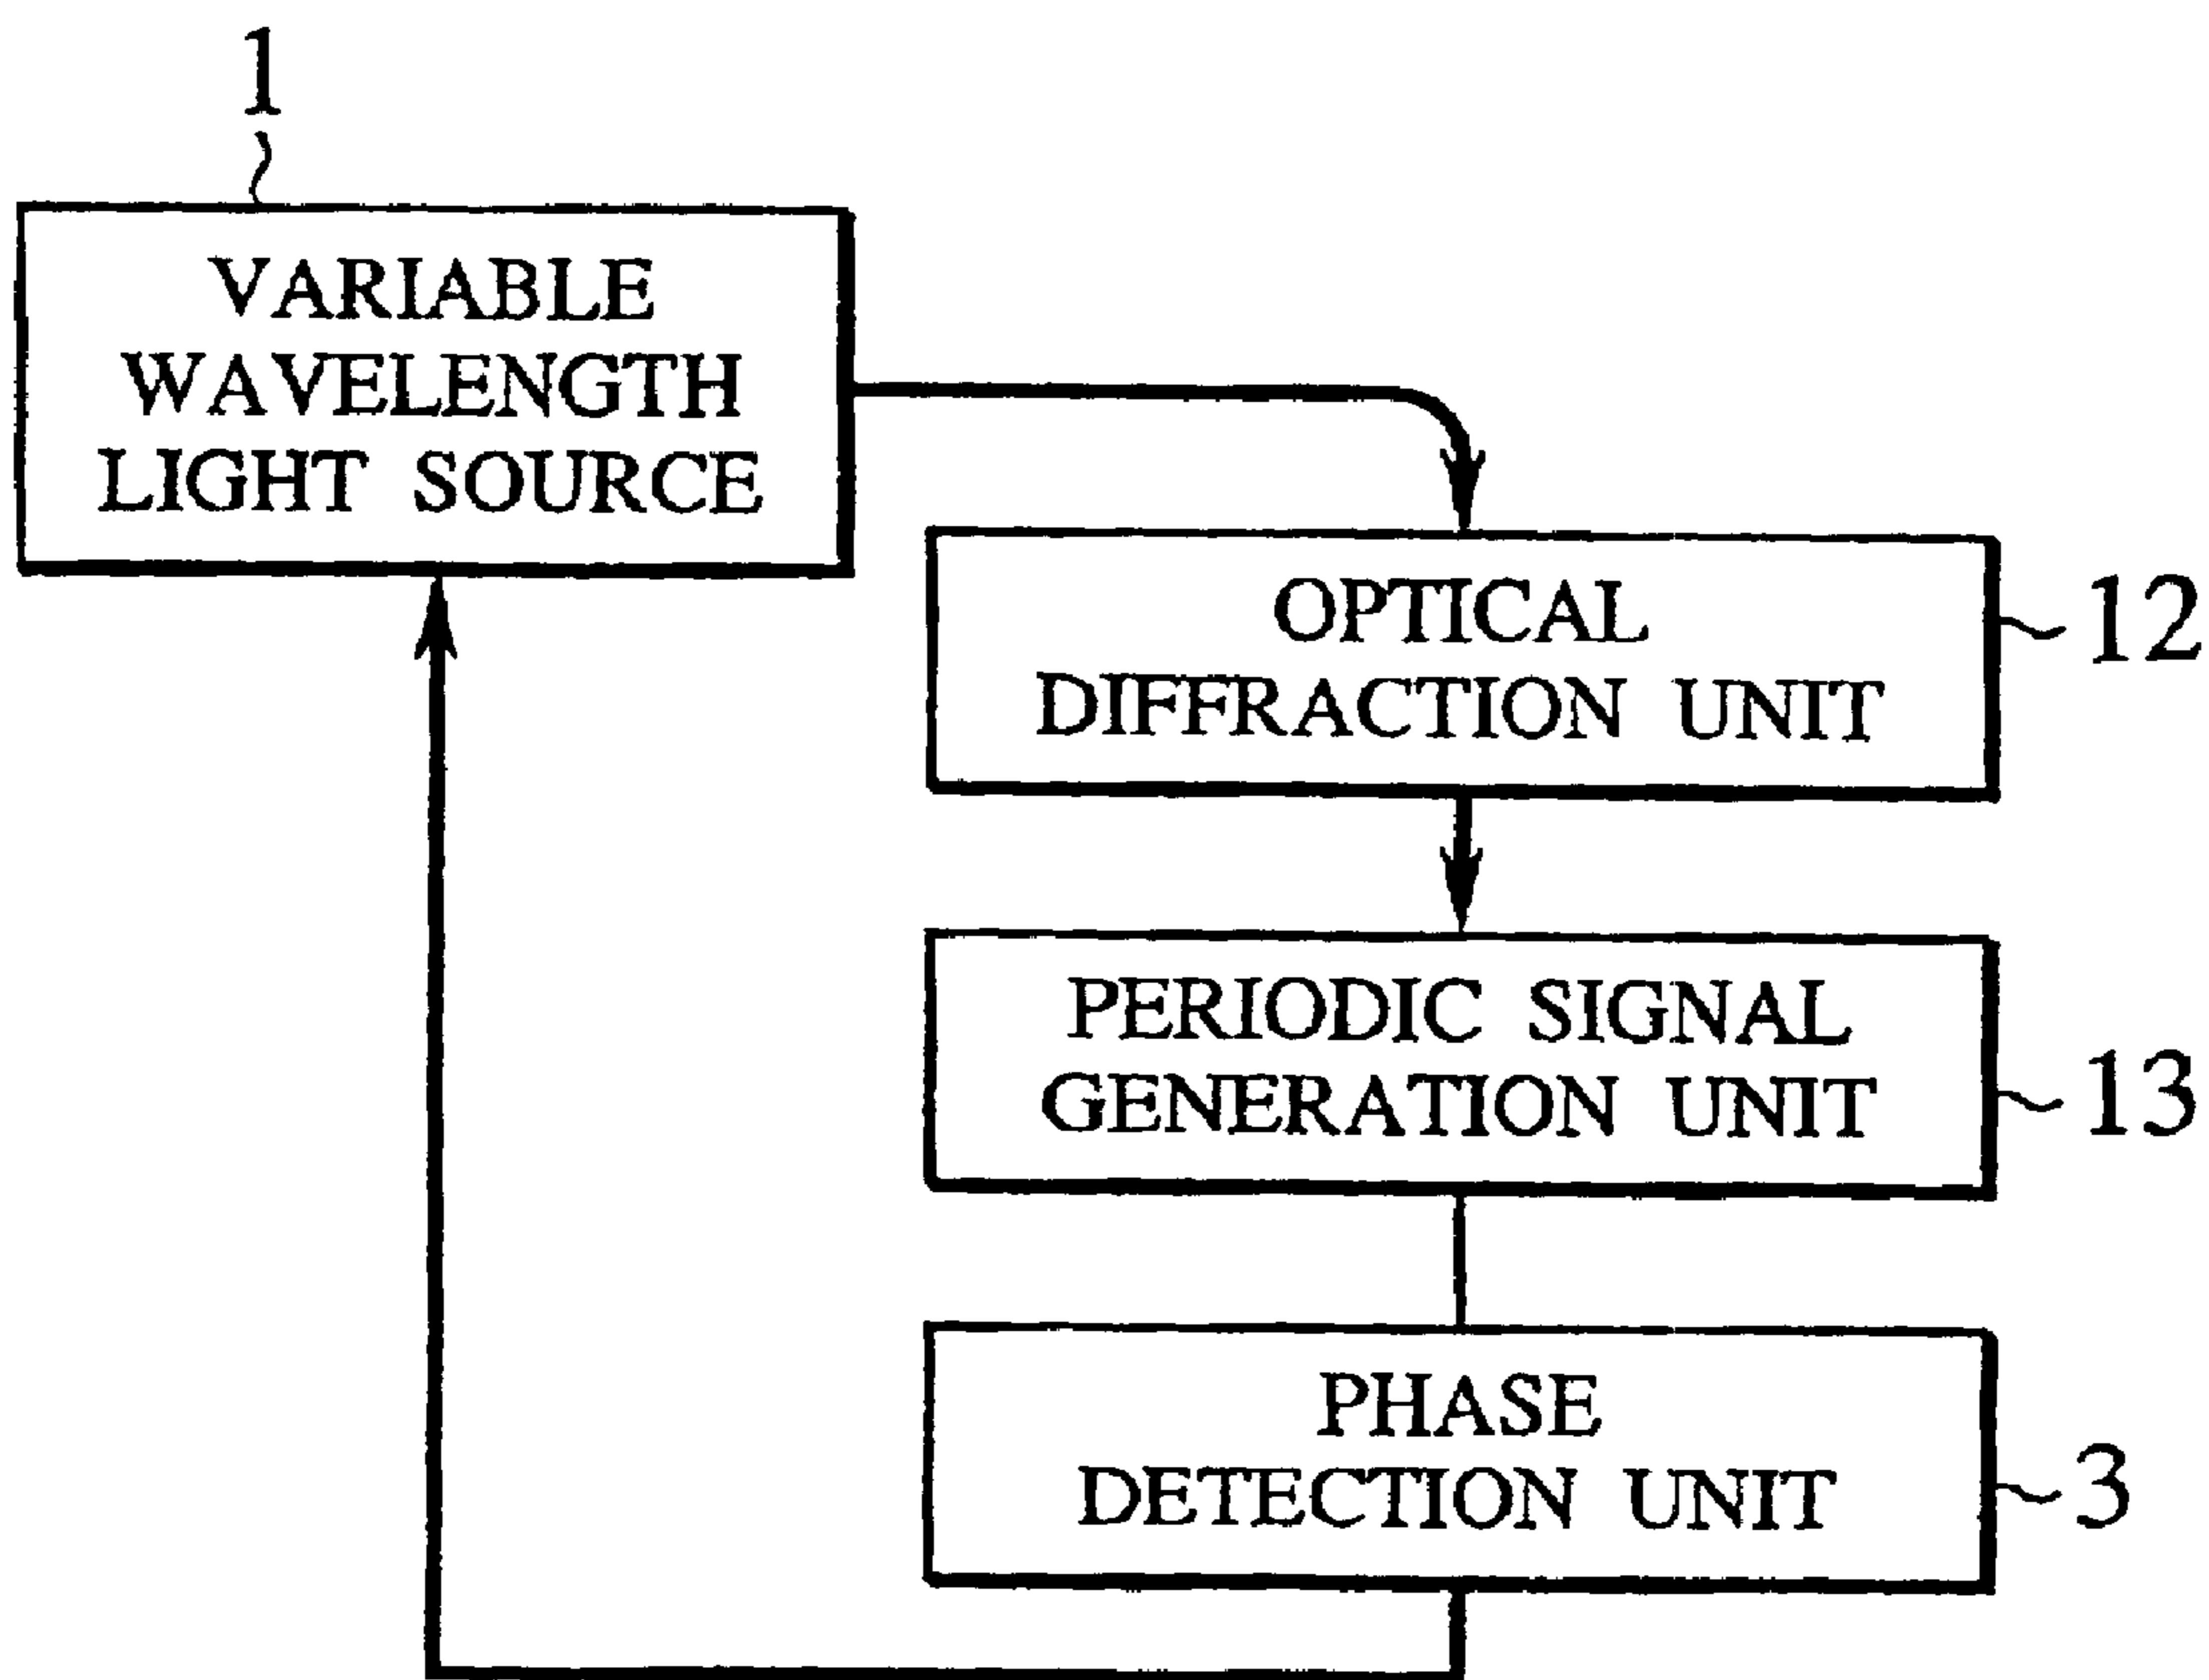 1
VARIABLE
WAVELENGTH
LIGHT SOURCE
OPTICAL
DIFFRACTION UNIT
12
PERIODIC SIGNAL
GENERATION UNIT
13
PHASE
DETECTION UNIT
3